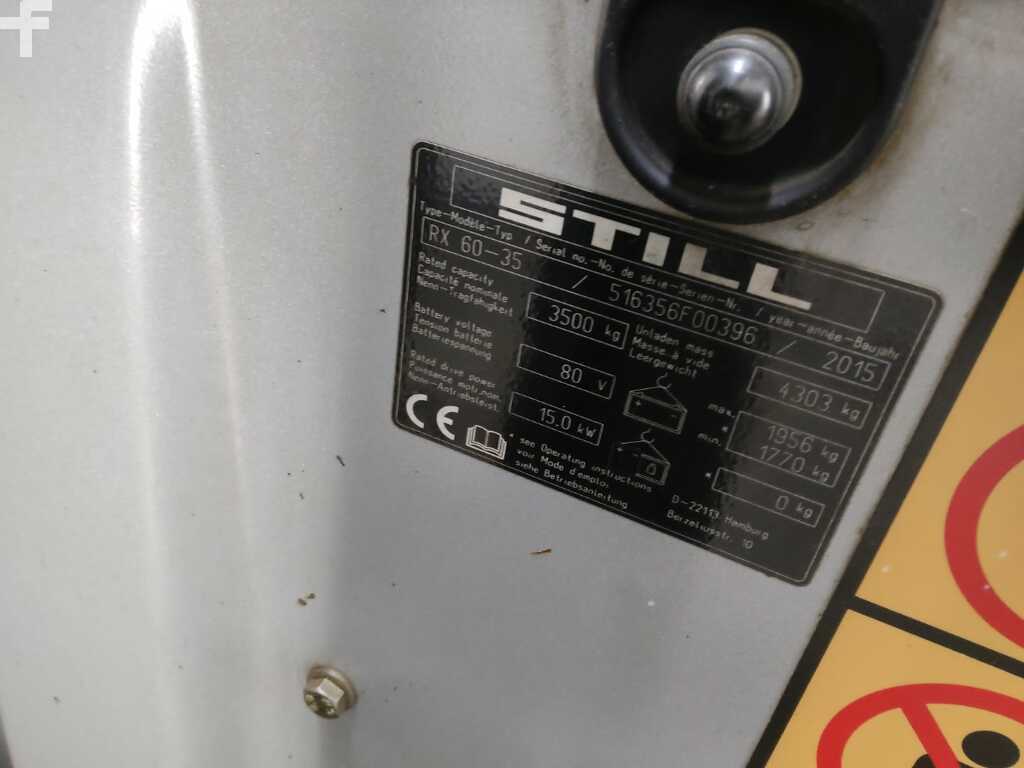 STILL
Type-Modèle-Typ / Serial no.-No. de série-Serien-Nr. / year-année-Baujahr
RX 60-35 / 516356F00396 / 2015
Rated capacity
Capacité nominale
Nenn-Tragfähigkeit
3500 kg
Unladen mass
Masse à vide
Leergewicht
4303 kg
Battery voltage
Tension batterie
Batteriespannung
80 v
max. 1956 kg
* min. 1770 kg
Rated drive power
Puissance mot.nom.
Nenn-Antriebsleist.
15.0 kW
* 0 kg
CE
* see Operating instructions
voir Mode d'emploi
siehe Betriebsanleitung
D-22113 Hamburg
Berzeliusstr. 10